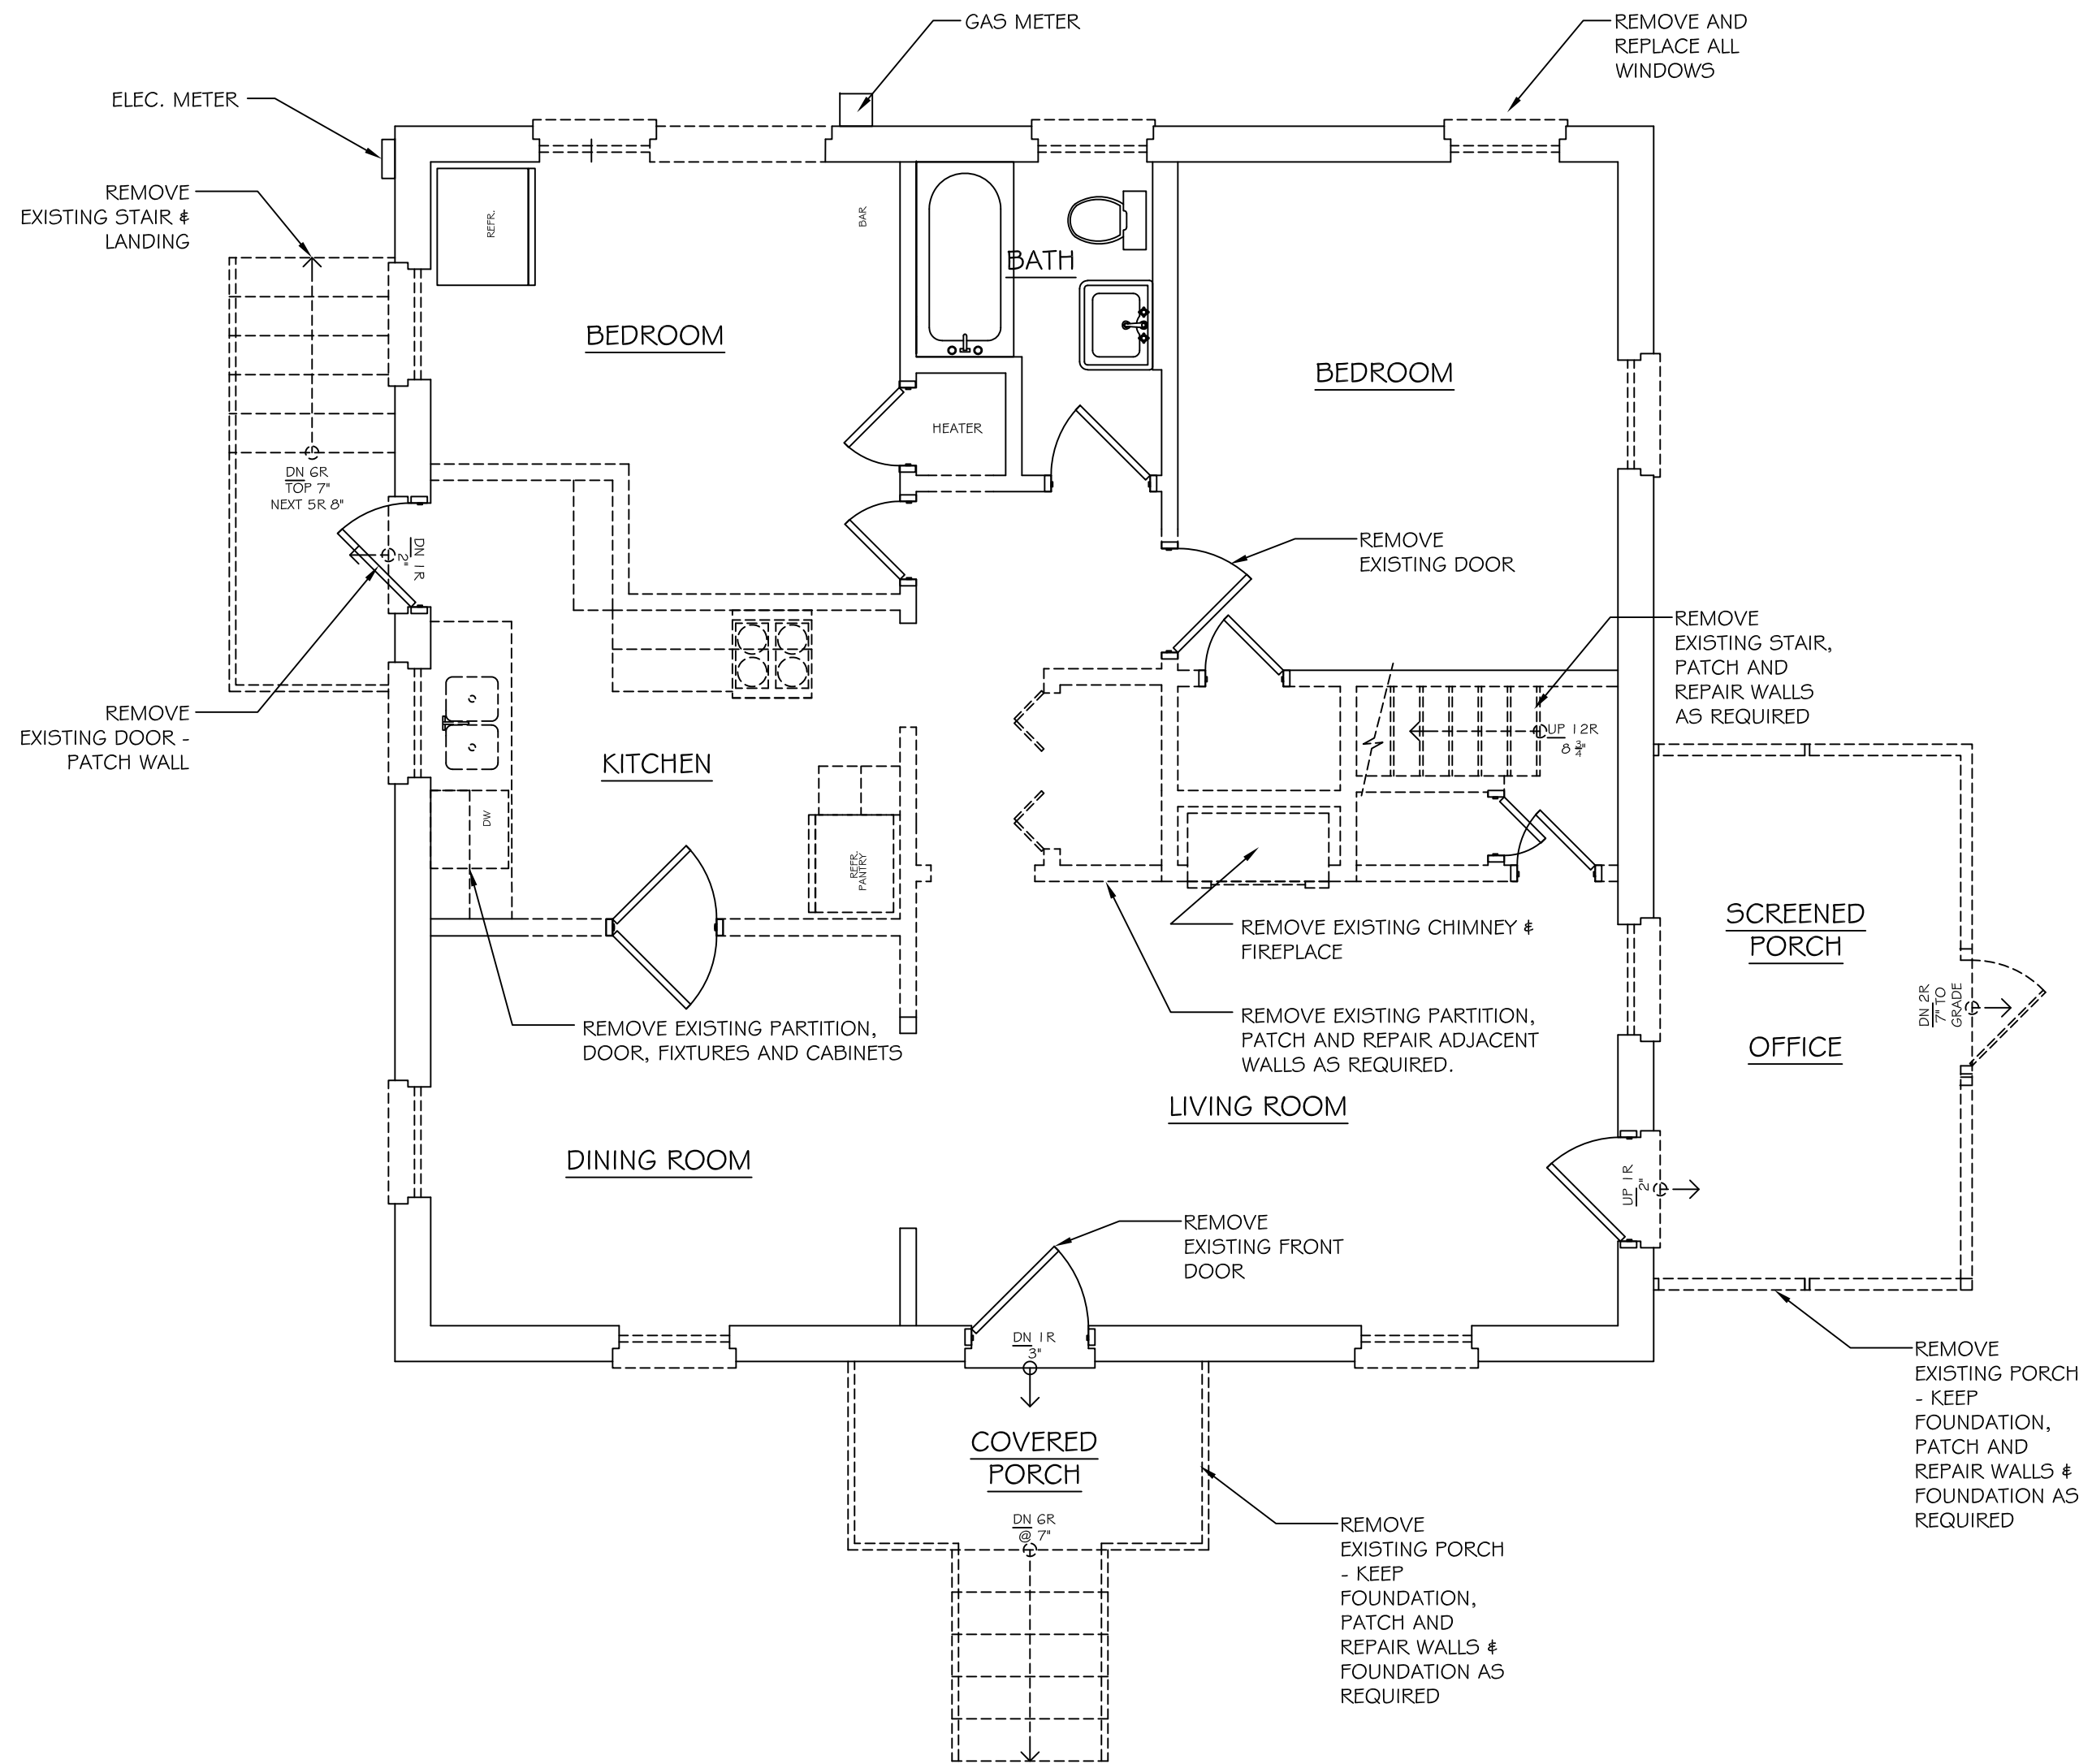 GAS METER
REMOVE AND
REPLACE ALL
WINDOWS
ELEC. METER
REMOVE
EXISTING STAIR &
LANDING
REFR.
BAR
BATH
BEDROOM
BEDROOM
HEATER
DN 6R
TOP 7"
NEXT 5R 8"
DN 1R
2"
REMOVE
EXISTING DOOR
REMOVE
EXISTING STAIR,
PATCH AND
REPAIR WALLS
AS REQUIRED
REMOVE
EXISTING DOOR -
PATCH WALL
UP 12R
8 3/4"
KITCHEN
DW
REFR.
PANTRY
SCREENED
PORCH
REMOVE EXISTING CHIMNEY &
FIREPLACE
DN 2R
7" TO
GRADE
REMOVE EXISTING PARTITION,
DOOR, FIXTURES AND CABINETS
REMOVE EXISTING PARTITION,
PATCH AND REPAIR ADJACENT
WALLS AS REQUIRED.
OFFICE
LIVING ROOM
DINING ROOM
UP 1R
2"
REMOVE
EXISTING FRONT
DOOR
DN 1R
3"
REMOVE
EXISTING PORCH
- KEEP
FOUNDATION,
PATCH AND
REPAIR WALLS &
FOUNDATION AS
REQUIRED
COVERED
PORCH
DN 6R
@ 7"
REMOVE
EXISTING PORCH
- KEEP
FOUNDATION,
PATCH AND
REPAIR WALLS &
FOUNDATION AS
REQUIRED